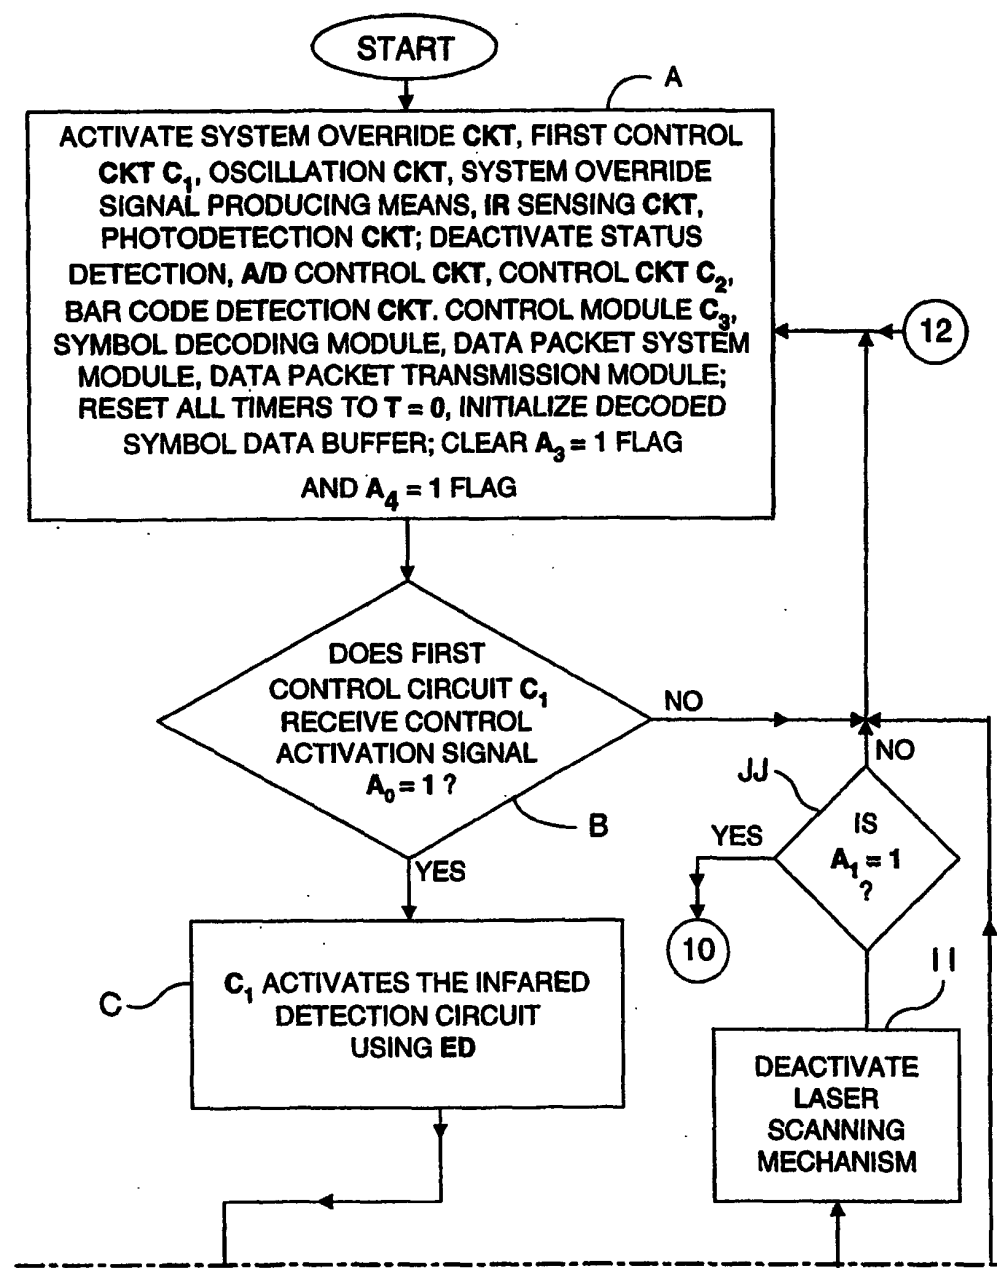 START
A
ACTIVATE SYSTEM OVERRIDE CKT, FIRST CONTROL
CKT C₁, OSCILLATION CKT, SYSTEM OVERRIDE
SIGNAL PRODUCING MEANS, IR SENSING CKT,
PHOTODETECTION CKT; DEACTIVATE STATUS
DETECTION, A/D CONTROL CKT, CONTROL CKT C₂,
BAR CODE DETECTION CKT. CONTROL MODULE C₃,
SYMBOL DECODING MODULE, DATA PACKET SYSTEM
MODULE, DATA PACKET TRANSMISSION MODULE;
RESET ALL TIMERS TO T = 0, INITIALIZE DECODED
SYMBOL DATA BUFFER; CLEAR A₃ = 1 FLAG
AND A₄ = 1 FLAG
12
DOES FIRST
CONTROL CIRCUIT C₁
RECEIVE CONTROL
ACTIVATION SIGNAL
A₀ = 1 ?
NO
B
YES
NO
JJ
IS
A₁ = 1
?
YES
10
C
C₁ ACTIVATES THE INFARED
DETECTION CIRCUIT
USING ED
II
DEACTIVATE
LASER
SCANNING
MECHANISM